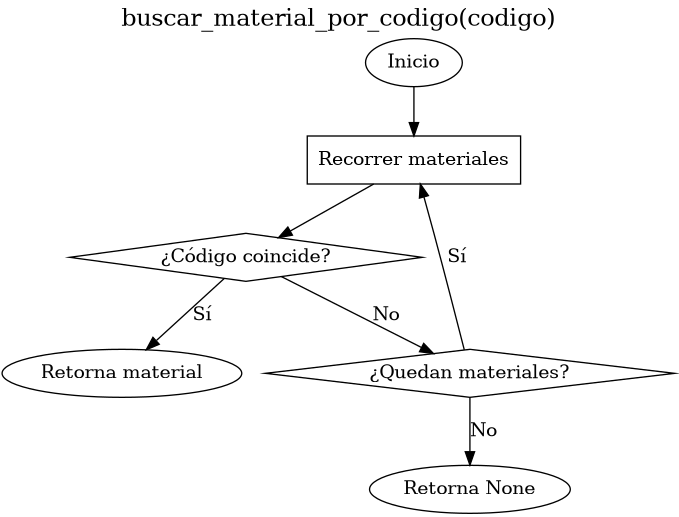 buscar_material_por_codigo(codigo)
Inicio
Recorrer materiales
¿Código coincide?
Sí
Sí
No
Retorna material
¿Quedan materiales?
No
Retorna None